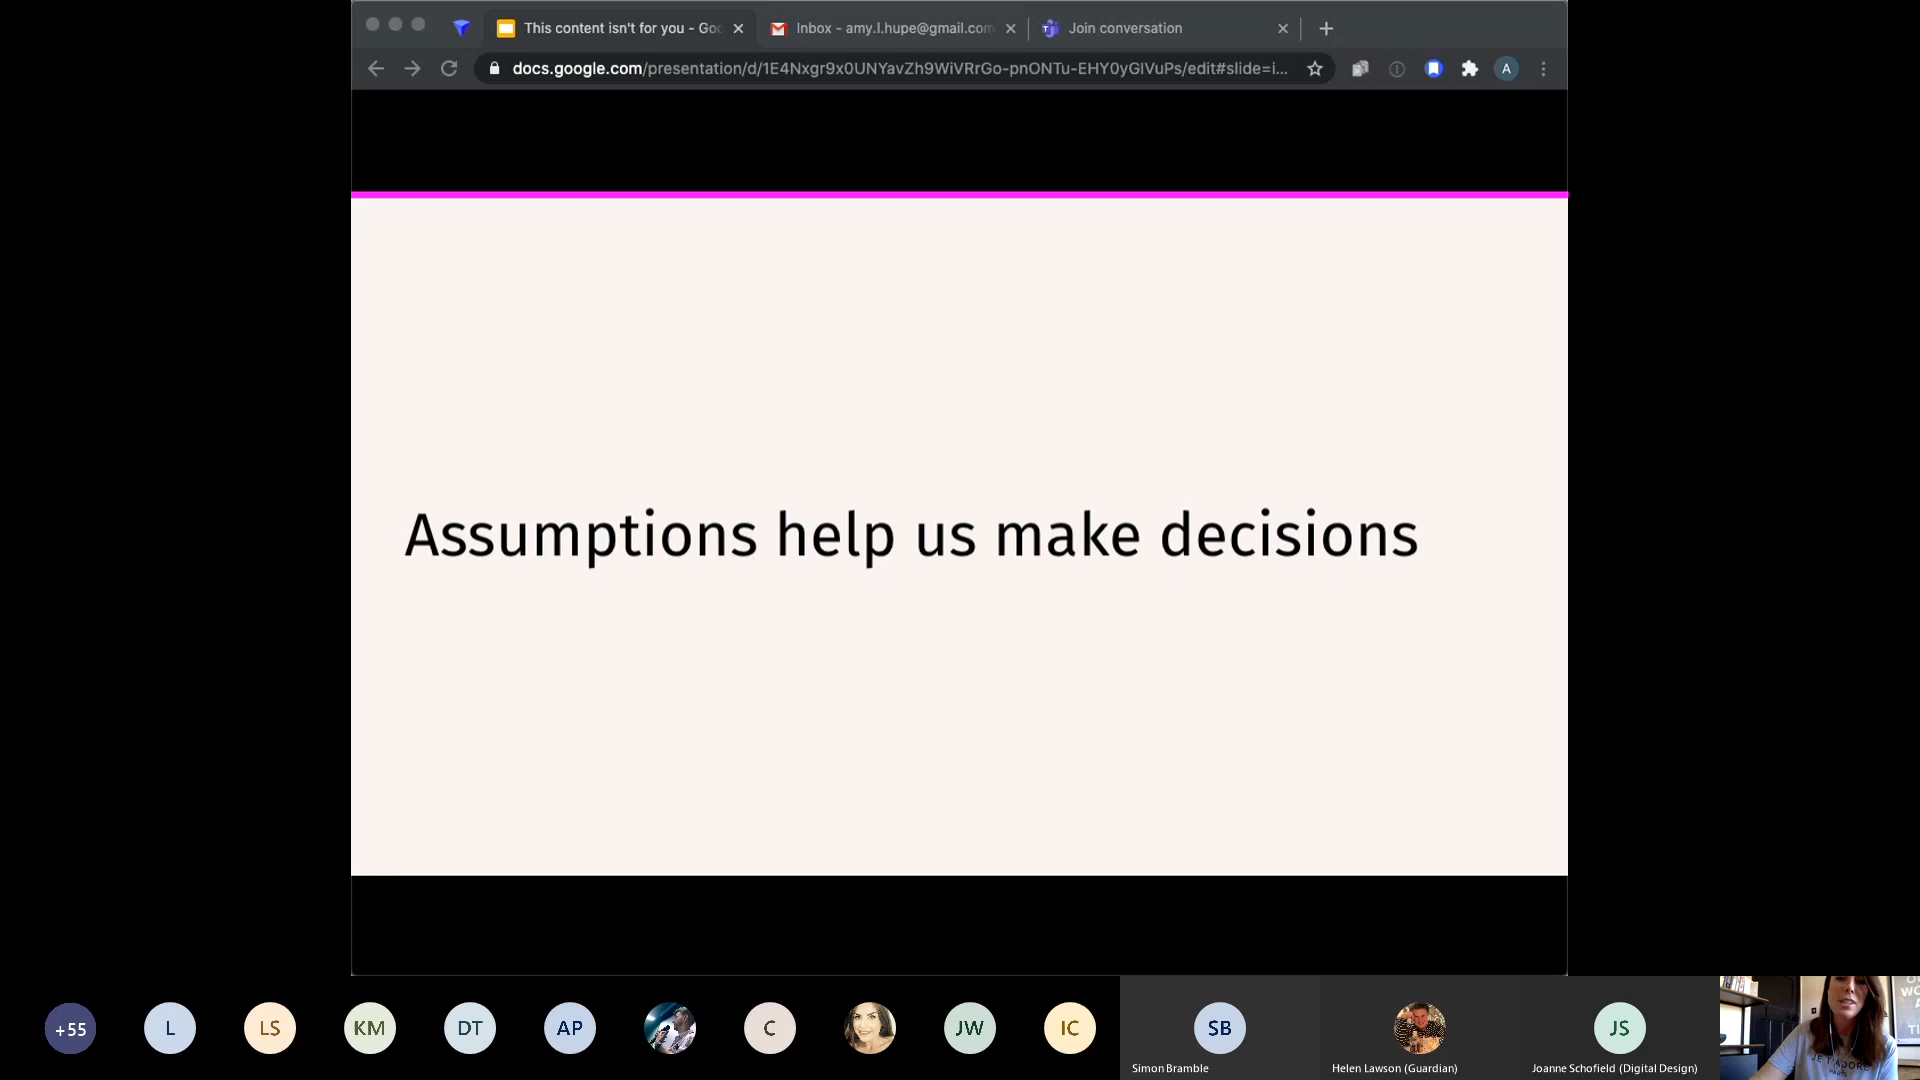 This content isn't for you - Goo
Inbox - amy.l.hupe@gmail.com
Join conversation
docs.google.com/presentation/d/1E4Nxgr9x0UNYavZh9WiVRrGo-pnONTu-EHY0yGlVuPs/edit#slide=i...
A
Assumptions help us make decisions
+55
L
LS
KM
DT
AP
C
JW
IC
SB
JS
Simon Bramble
Helen Lawson (Guardian)
Joanne Schofield (Digital Design)
JE T'ADORE